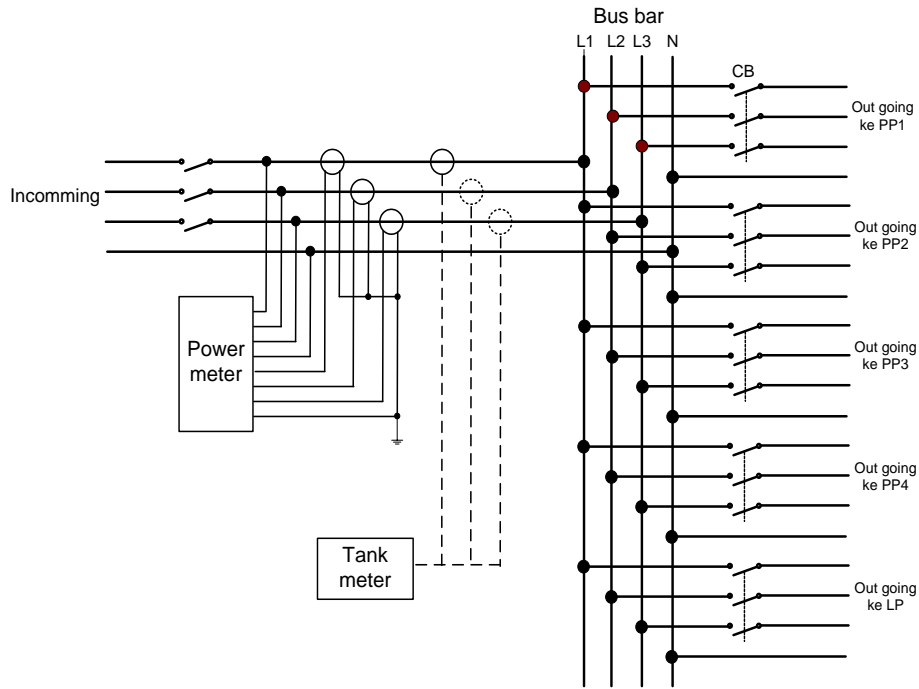 Bus bar
L1 L2 L3 N
CB
Out going
ke PP1
Incomming
Out going
ke PP2
Power
meter
Out going
ke PP3
Out going
ke PP4
Tank
meter
Out going
ke LP